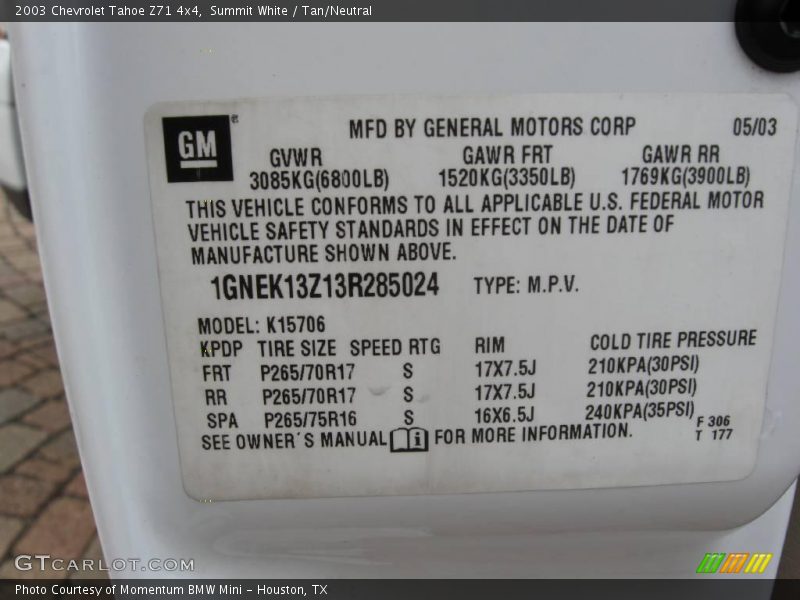 2003 Chevrolet Tahoe Z71 4x4, Summit White / Tan/Neutral
GM®
MFD BY GENERAL MOTORS CORP 05/03
GVWR GAWR FRT GAWR RR
3085KG(6800LB) 1520KG(3350LB) 1769KG(3900LB)
THIS VEHICLE CONFORMS TO ALL APPLICABLE U.S. FEDERAL MOTOR
VEHICLE SAFETY STANDARDS IN EFFECT ON THE DATE OF
MANUFACTURE SHOWN ABOVE.
1GNEK13Z13R285024 TYPE: M.P.V.
MODEL: K15706
KPDP TIRE SIZE SPEED RTG RIM COLD TIRE PRESSURE
FRT P265/70R17 S 17X7.5J 210KPA(30PSI)
RR P265/70R17 S 17X7.5J 210KPA(30PSI)
SPA P265/75R16 S 16X6.5J 240KPA(35PSI)
SEE OWNER'S MANUAL FOR MORE INFORMATION.
F 306
T 177
GTCARLOT.COM
Photo Courtesy of Momentum BMW Mini - Houston, TX